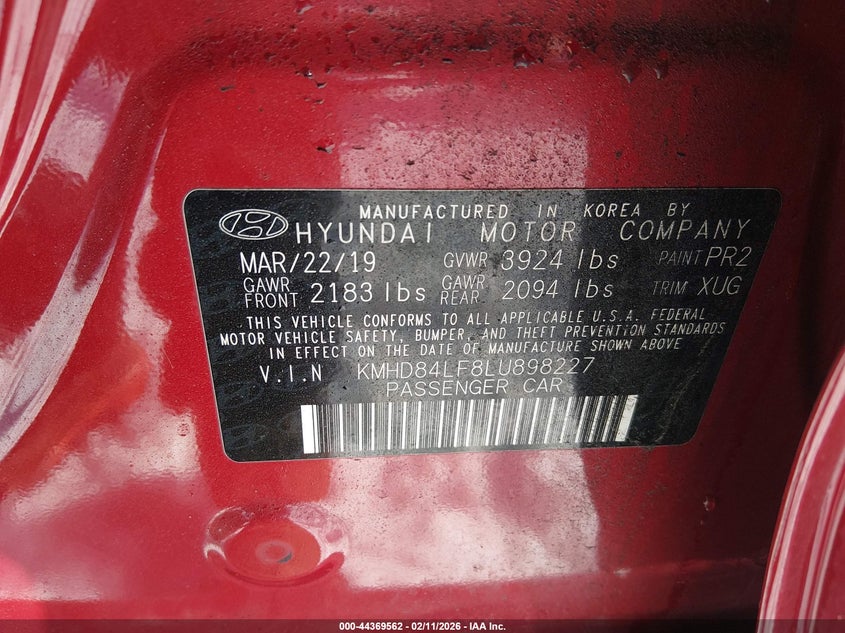 MANUFACTURED IN KOREA BY
HYUNDAI MOTOR COMPANY
MAR/22/19 GVWR 3924 lbs PAINT PR2
GAWR FRONT 2183 lbs GAWR REAR 2094 lbs TRIM XUG
THIS VEHICLE CONFORMS TO ALL APPLICABLE U.S.A. FEDERAL
MOTOR VEHICLE SAFETY, BUMPER, AND THEFT PREVENTION STANDARDS
IN EFFECT ON THE DATE OF MANUFACTURE SHOWN ABOVE
V.I.N KMHD84LF8LU898227
PASSENGER CAR
000-44369562 - 02/11/2026 - IAA Inc.